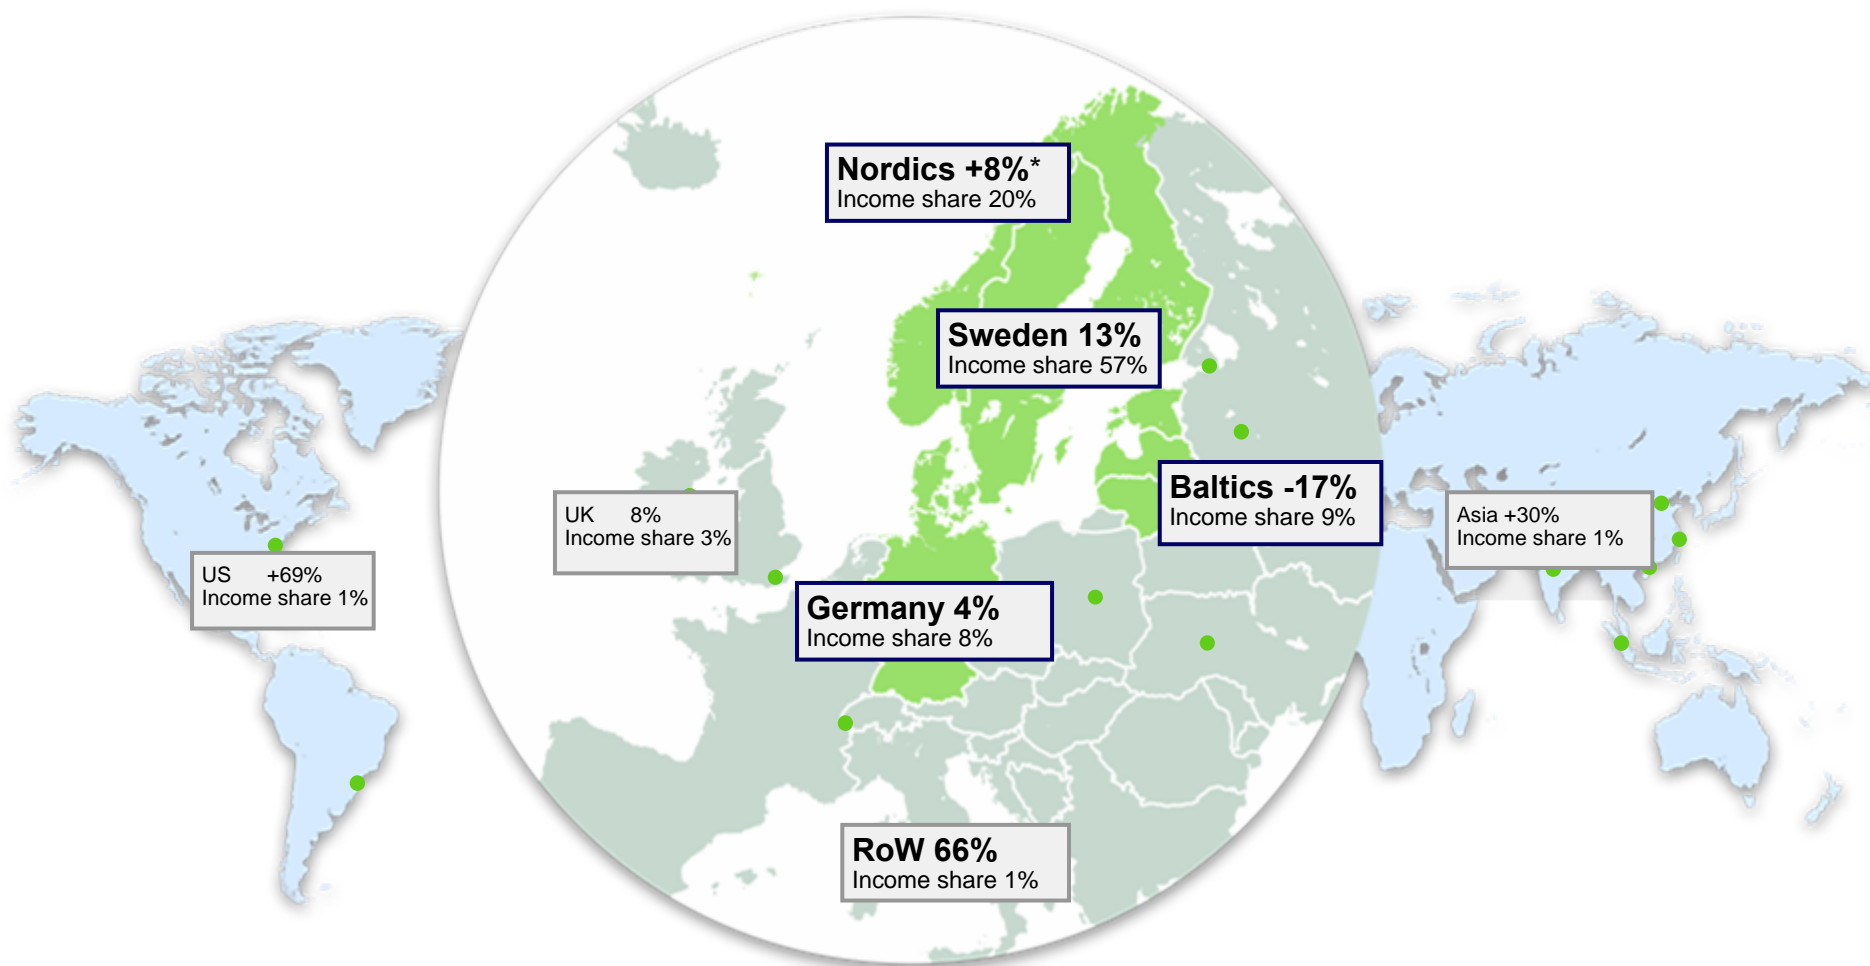 Nordics +8%*
Income share 20%
Sweden 13%
Income share 57%
Baltics -17%
Income share 9%
UK 8%
Income share 3%
Asia +30%
Income share 1%
US +69%
Income share 1%
Germany 4%
Income share 8%
RoW 66%
Income share 1%